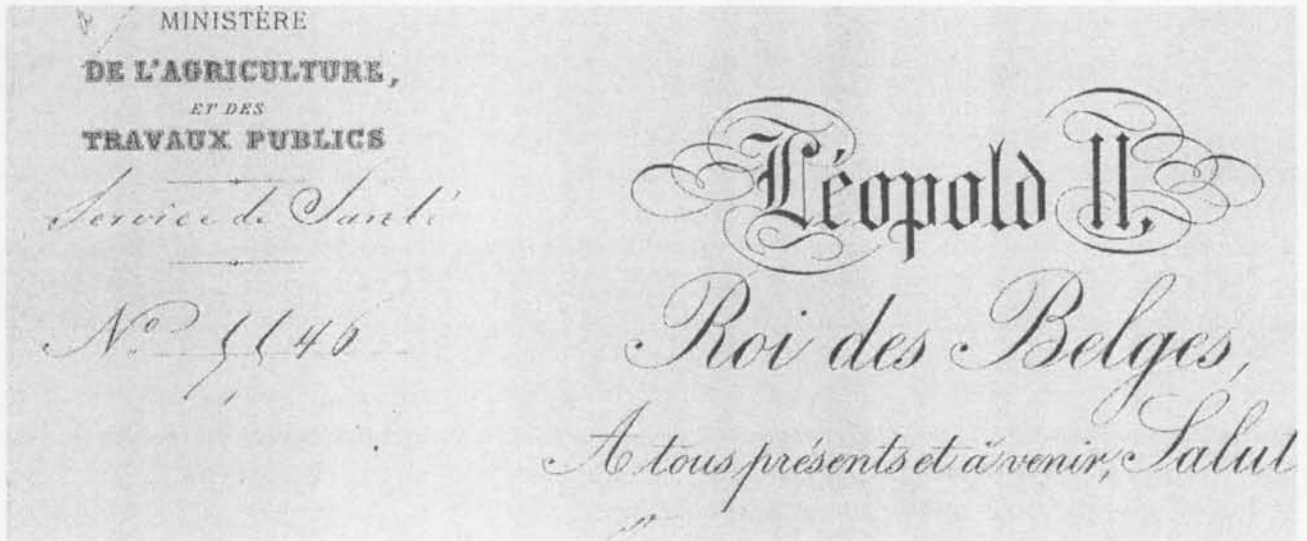 MINISTÈRE
DE L'AGRICULTURE,
ET DES
TRAVAUX PUBLICS
Service de Santé
Nº
Léopold II,
Roi des Belges,
A tous présents et à venir, Salut